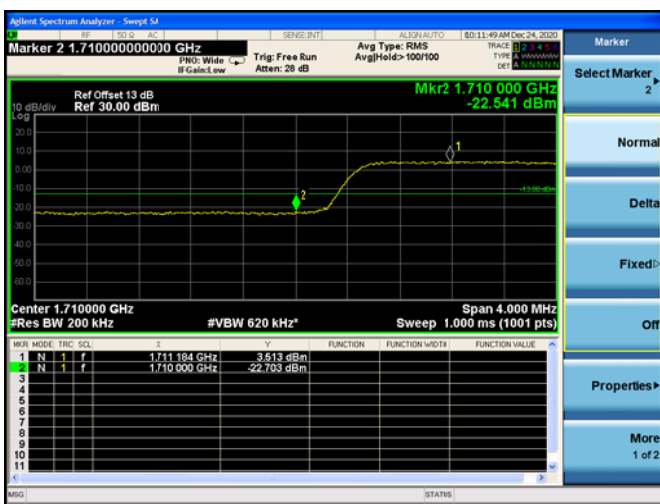 Agilent Spectrum Analyzer - Swept SA
RF 50 Ω AC SENSE:INT ALIGN AUTO 10:11:49 AM Dec 24, 2020
Marker 2 1.710000000000 GHz
PNO: Wide
IFGain:Low
Trig: Free Run
Atten: 28 dB
Avg Type: RMS
Avg|Hold>100/100
TRACE 1 2 3 4 5 6
TYPE A
DET A N N N N N
Ref Offset 13 dB
Ref 30.00 dBm
10 dB/div
Log
Mkr2 1.710 000 GHz
-22.541 dBm
20.0
10.0
0.00
-10.0
-20.0
-30.0
-40.0
-50.0
-60.0
1
2
-13.00 dBm
Center 1.710000 GHz Span 4.000 MHz
#Res BW 200 kHz #VBW 620 kHz* Sweep 1.000 ms (1001 pts)
MKR MODE TRC SCL X Y FUNCTION FUNCTION WIDTH FUNCTION VALUE
1 N 1 f 1.711 184 GHz 3.513 dBm
2 N 1 f 1.710 000 GHz -22.703 dBm
3
4
5
6
7
8
9
10
11
MSG STATUS
Marker
Select Marker
2
Normal
Delta
Fixed
Off
Properties
More
1 of 2